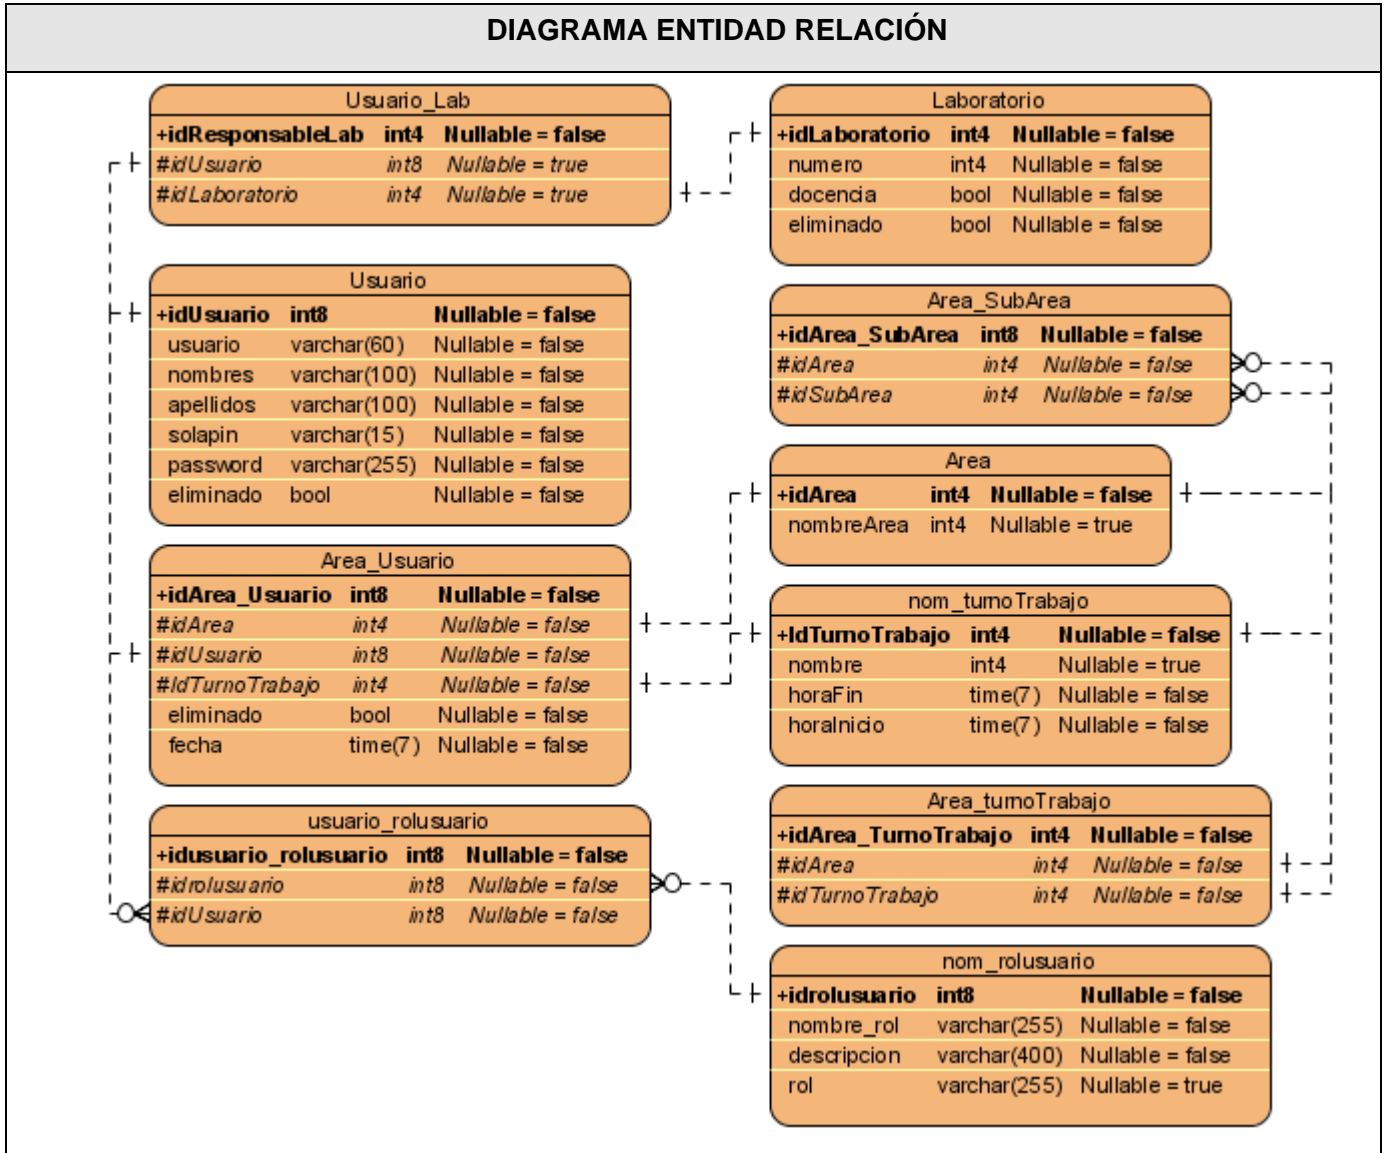 DIAGRAMA ENTIDAD RELACIÓN
Usuario_Lab
+idResponsableLab int4 Nullable = false
#idUsuario int8 Nullable = true
#idLaboratorio int4 Nullable = true
Usuario
+idUsuario int8 Nullable = false
usuario varchar(60) Nullable = false
nombres varchar(100) Nullable = false
apellidos varchar(100) Nullable = false
solapin varchar(15) Nullable = false
password varchar(255) Nullable = false
eliminado bool Nullable = false
Area_Usuario
+idArea_Usuario int8 Nullable = false
#idArea int4 Nullable = false
#idUsuario int8 Nullable = false
#IdTurnoTrabajo int4 Nullable = false
eliminado bool Nullable = false
fecha time(7) Nullable = false
usuario_rolusuario
+idusuario_rolusuario int8 Nullable = false
#idrolusuario int8 Nullable = false
#idUsuario int8 Nullable = false
Laboratorio
+idLaboratorio int4 Nullable = false
numero int4 Nullable = false
docencia bool Nullable = false
eliminado bool Nullable = false
Area_SubArea
+idArea_SubArea int8 Nullable = false
#idArea int4 Nullable = false
#idSubArea int4 Nullable = false
Area
+idArea int4 Nullable = false
nombreArea int4 Nullable = true
nom_turnoTrabajo
+IdTurnoTrabajo int4 Nullable = false
nombre int4 Nullable = true
horaFin time(7) Nullable = false
horaInicio time(7) Nullable = false
Area_turnoTrabajo
+idArea_TurnoTrabajo int4 Nullable = false
#idArea int4 Nullable = false
#idTurnoTrabajo int4 Nullable = false
nom_rolusuario
+idrolusuario int8 Nullable = false
nombre_rol varchar(255) Nullable = false
descripcion varchar(400) Nullable = false
rol varchar(255) Nullable = true